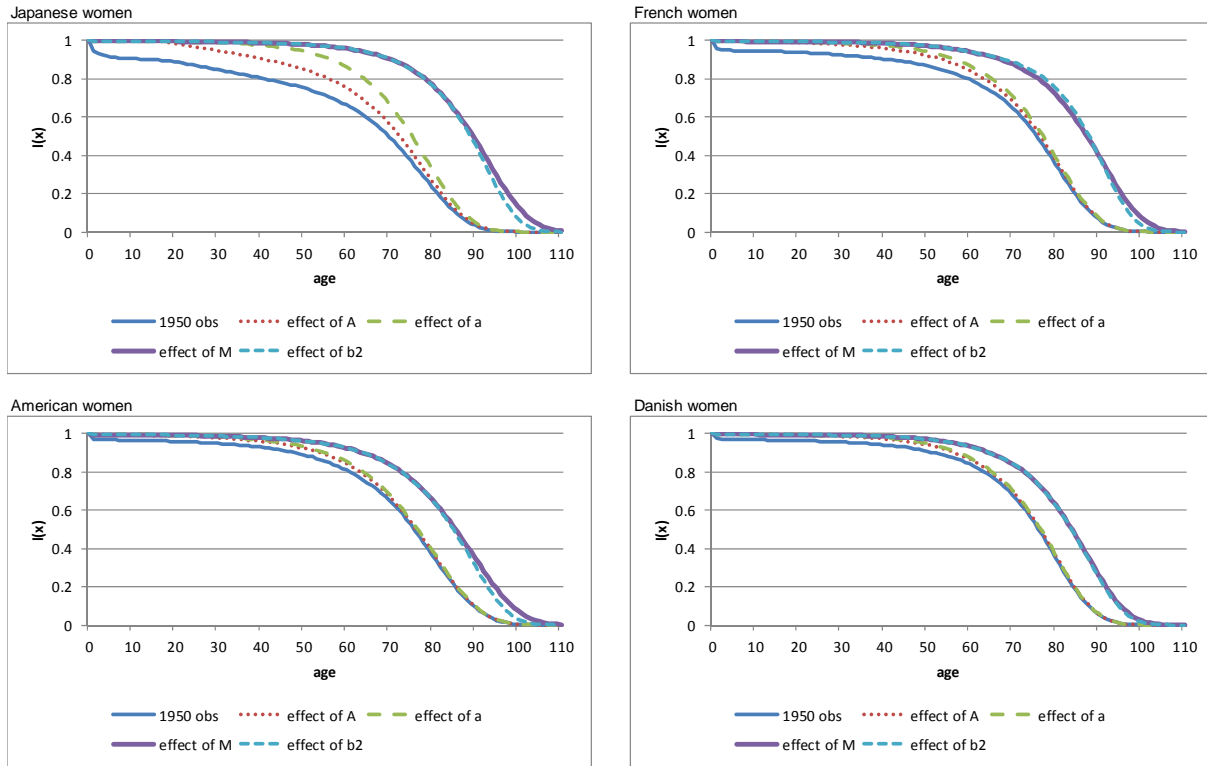 Japanese women
1
0.8
0.6
0.4
0.2
0
l(x)
0 10 20 30 40 50 60 70 80 90 100 110
age
1950 obs effect of A effect of a
effect of M effect of b2
French women
1
0.8
0.6
0.4
0.2
0
l(x)
0 10 20 30 40 50 60 70 80 90 100 110
age
1950 obs effect of A effect of a
effect of M effect of b2
American women
1
0.8
0.6
0.4
0.2
0
l(x)
0 10 20 30 40 50 60 70 80 90 100 110
age
1950 obs effect of A effect of a
effect of M effect of b2
Danish women
1
0.8
0.6
0.4
0.2
0
l(x)
0 10 20 30 40 50 60 70 80 90 100 110
age
1950 obs effect of A effect of a
effect of M effect of b2